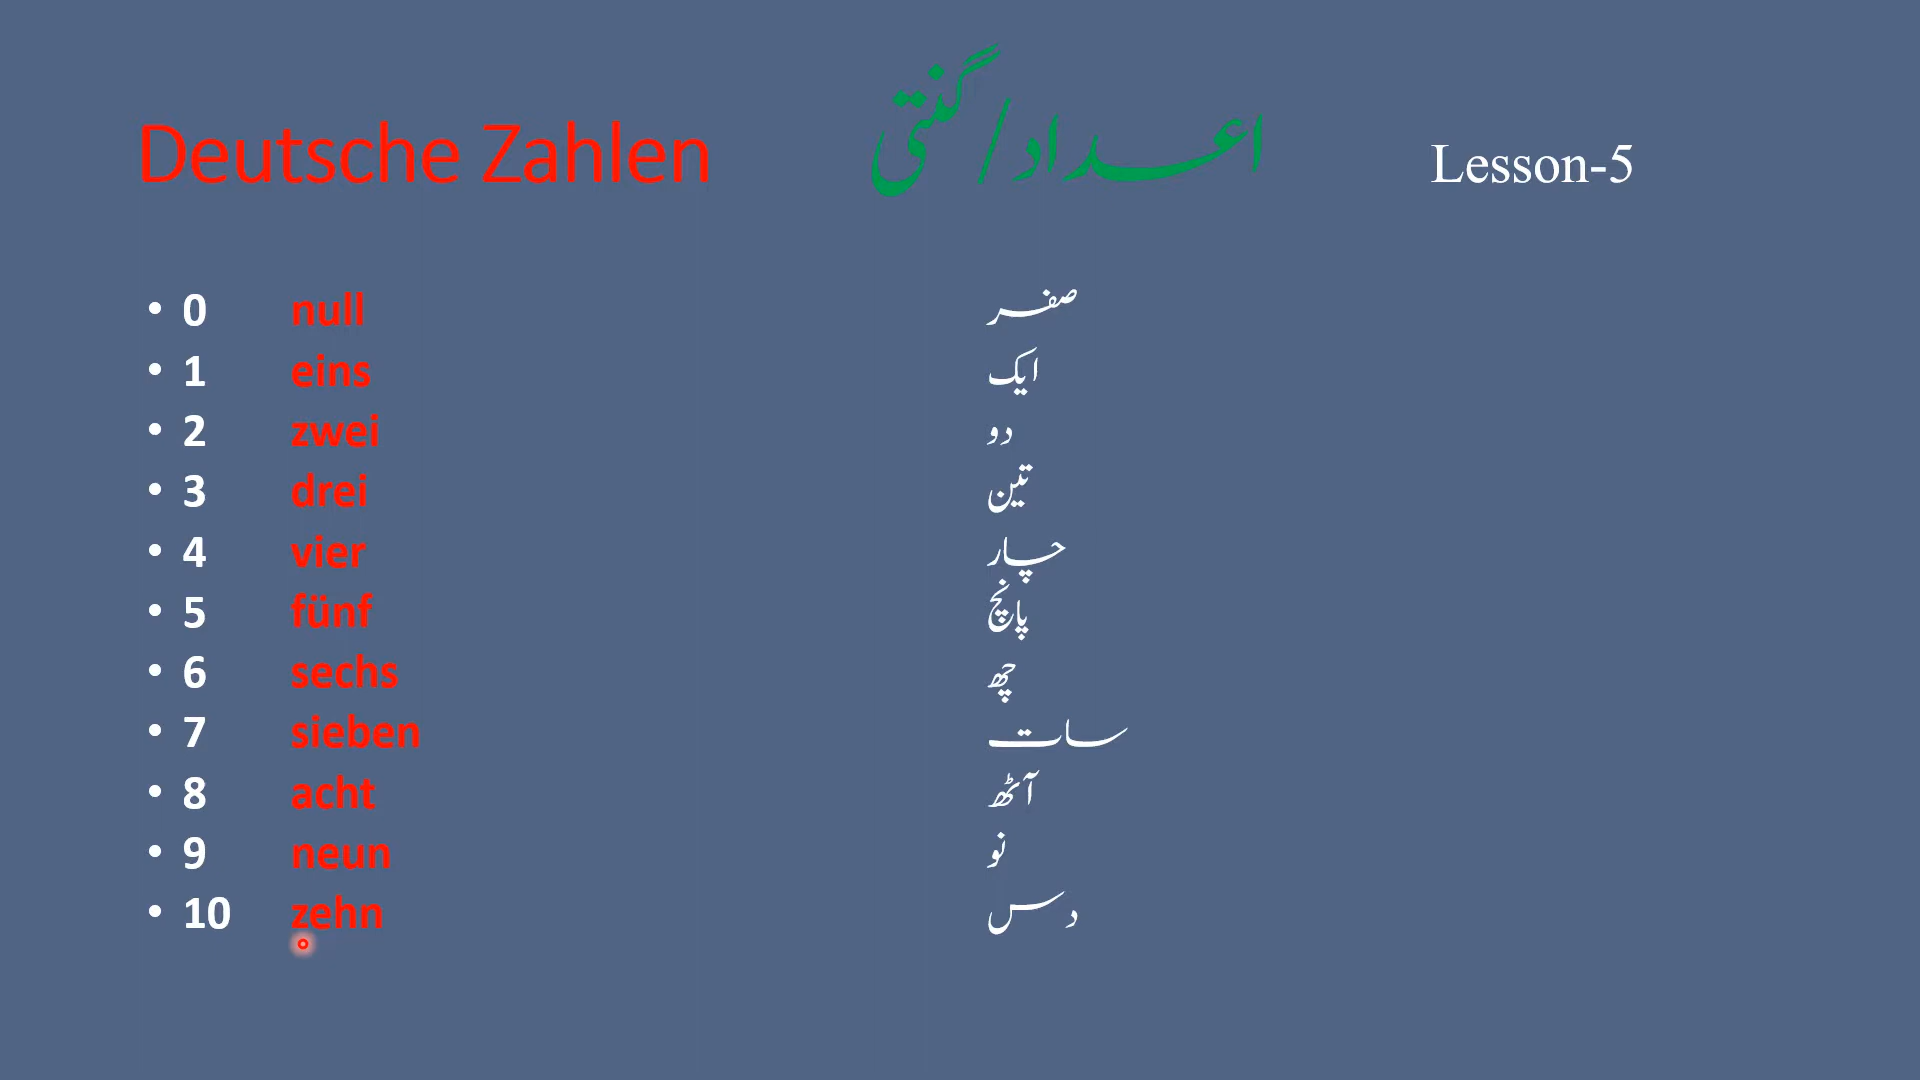 Deutsche Zahlen اعداد/گنتی Lesson-5
• 0 null صفر
• 1 eins ایک
• 2 zwei دو
• 3 drei تین
• 4 vier چار
• 5 fünf پانچ
• 6 sechs چھ
• 7 sieben سات
• 8 acht آٹھ
• 9 neun نو
• 10 zehn دس